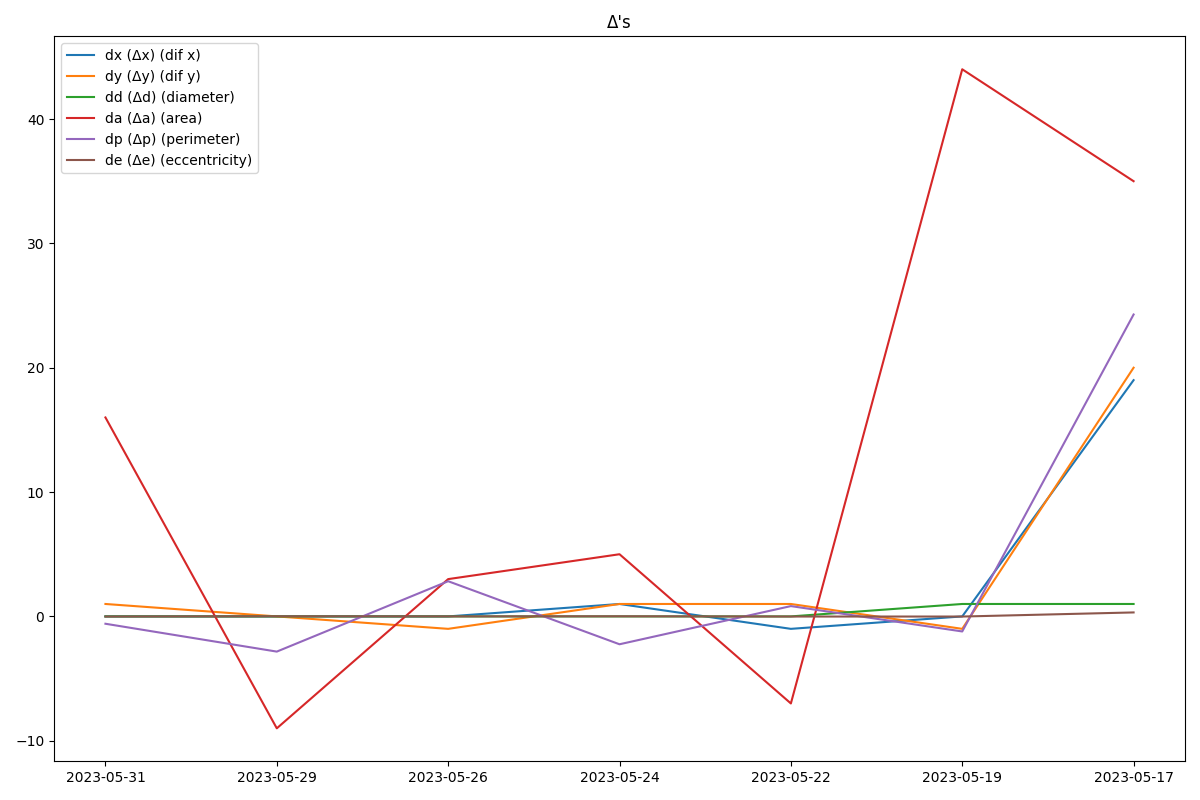 Δ's
dx (Δx) (dif x)
dy (Δy) (dif y)
dd (Δd) (diameter)
da (Δa) (area)
dp (Δp) (perimeter)
de (Δe) (eccentricity)
40
30
20
10
0
−10
2023-05-31 2023-05-29 2023-05-26 2023-05-24 2023-05-22 2023-05-19 2023-05-17